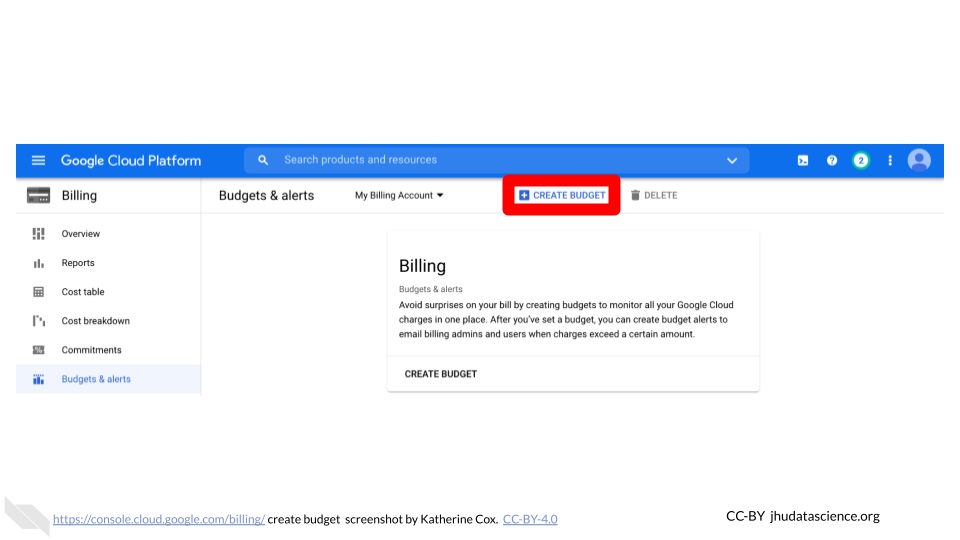 Google Cloud Platform
Search products and resources
2
Billing
Budgets & alerts
My Billing Account
CREATE BUDGET
DELETE
Overview
Reports
Cost table
Cost breakdown
Commitments
Budgets & alerts
Billing
Budgets & alerts
Avoid surprises on your bill by creating budgets to monitor all your Google Cloud
charges in one place. After you've set a budget, you can create budget alerts to
email billing admins and users when charges exceed a certain amount.
CREATE BUDGET
https://console.cloud.google.com/billing/ create budget screenshot by Katherine Cox. CC-BY-4.0
CC-BY jhudatascience.org